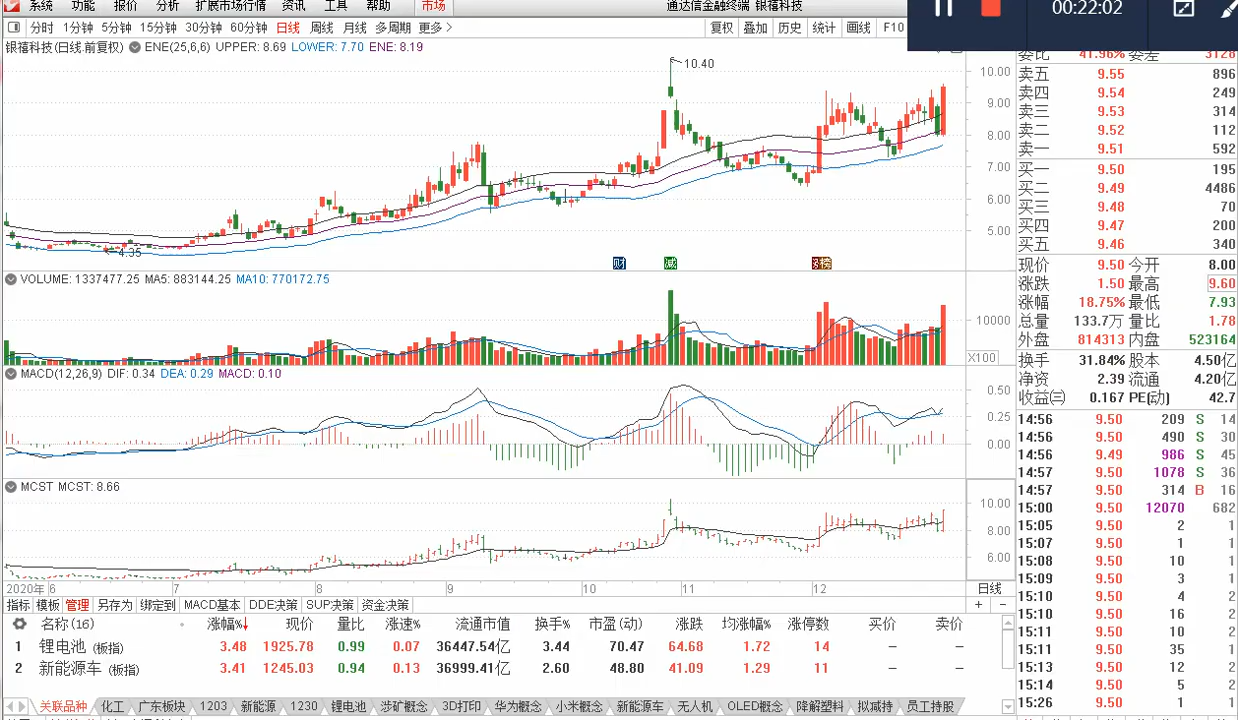 系统 功能 报价 分析 扩展市场行情 资讯 工具 帮助 市场 通达信金融终端 银禧科技 00:22:02
分时 1分钟 5分钟 15分钟 30分钟 60分钟 日线 周线 月线 多周期 更多> 复权 叠加 历史 统计 画线 F10
银禧科技(日线.前复权) ENE(25,6,6) UPPER: 8.69 LOWER: 7.70 ENE: 8.19
10.40
10.00
9.00
8.00
7.00
6.00
5.00
4.35
财 减 榜
VOLUME: 1337477.25 MA5: 883144.25 MA10: 770172.75
10000
X100
MACD(12,26,9) DIF: 0.34 DEA: 0.29 MACD: 0.10
0.50
0.25
0.00
MCST MCST: 8.66
10.00
8.00
6.00
2020年 6 7 8 9 10 11 12 日线
指标 模板 管理 另存为 绑定到 MACD基本 DDE决策 SUP决策 资金决策 + −
名称(16) 涨幅%↓ 现价 量比 涨速% 流通市值 换手% 市盈(动) 涨跌 均涨幅% 涨停数 买价 卖价
1 锂电池 (板指) 3.48 1925.78 0.99 0.07 36447.54亿 3.44 70.47 64.68 1.72 14 − −
2 新能源车 (板指) 3.41 1245.03 0.94 0.13 36999.41亿 2.60 48.80 41.09 1.29 11 − −
关联品种 化工 广东板块 1203 新能源 1230 锂电池 涉矿概念 3D打印 华为概念 小米概念 新能源车 无人机 OLED概念 降解塑料 拟减持 员工持股
委比 41.96% 委差 3128
卖五 9.55 896
卖四 9.54 249
卖三 9.53 314
卖二 9.52 112
卖一 9.51 592
买一 9.50 195
买二 9.49 4486
买三 9.48 70
买四 9.47 200
买五 9.46 340
现价 9.50 今开 8.00
涨跌 1.50 最高 9.60
涨幅 18.75% 最低 7.93
总量 133.7万 量比 1.78
外盘 814313 内盘 523164
换手 31.84% 股本 4.50亿
净资 2.39 流通 4.20亿
收益㈢ 0.167 PE(动) 42.7
14:56 9.50 209 S 14
14:56 9.50 490 S 30
14:56 9.49 986 S 45
14:57 9.50 1078 S 36
14:57 9.50 314 B 16
15:00 9.50 12070 682
15:05 9.50 2 1
15:07 9.50 1 1
15:08 9.50 10 1
15:09 9.50 3 1
15:10 9.50 4 2
15:10 9.50 16 2
15:11 9.50 10 2
15:11 9.50 35 1
15:13 9.50 12 2
15:14 9.50 5 2
15:26 9.50 1 1